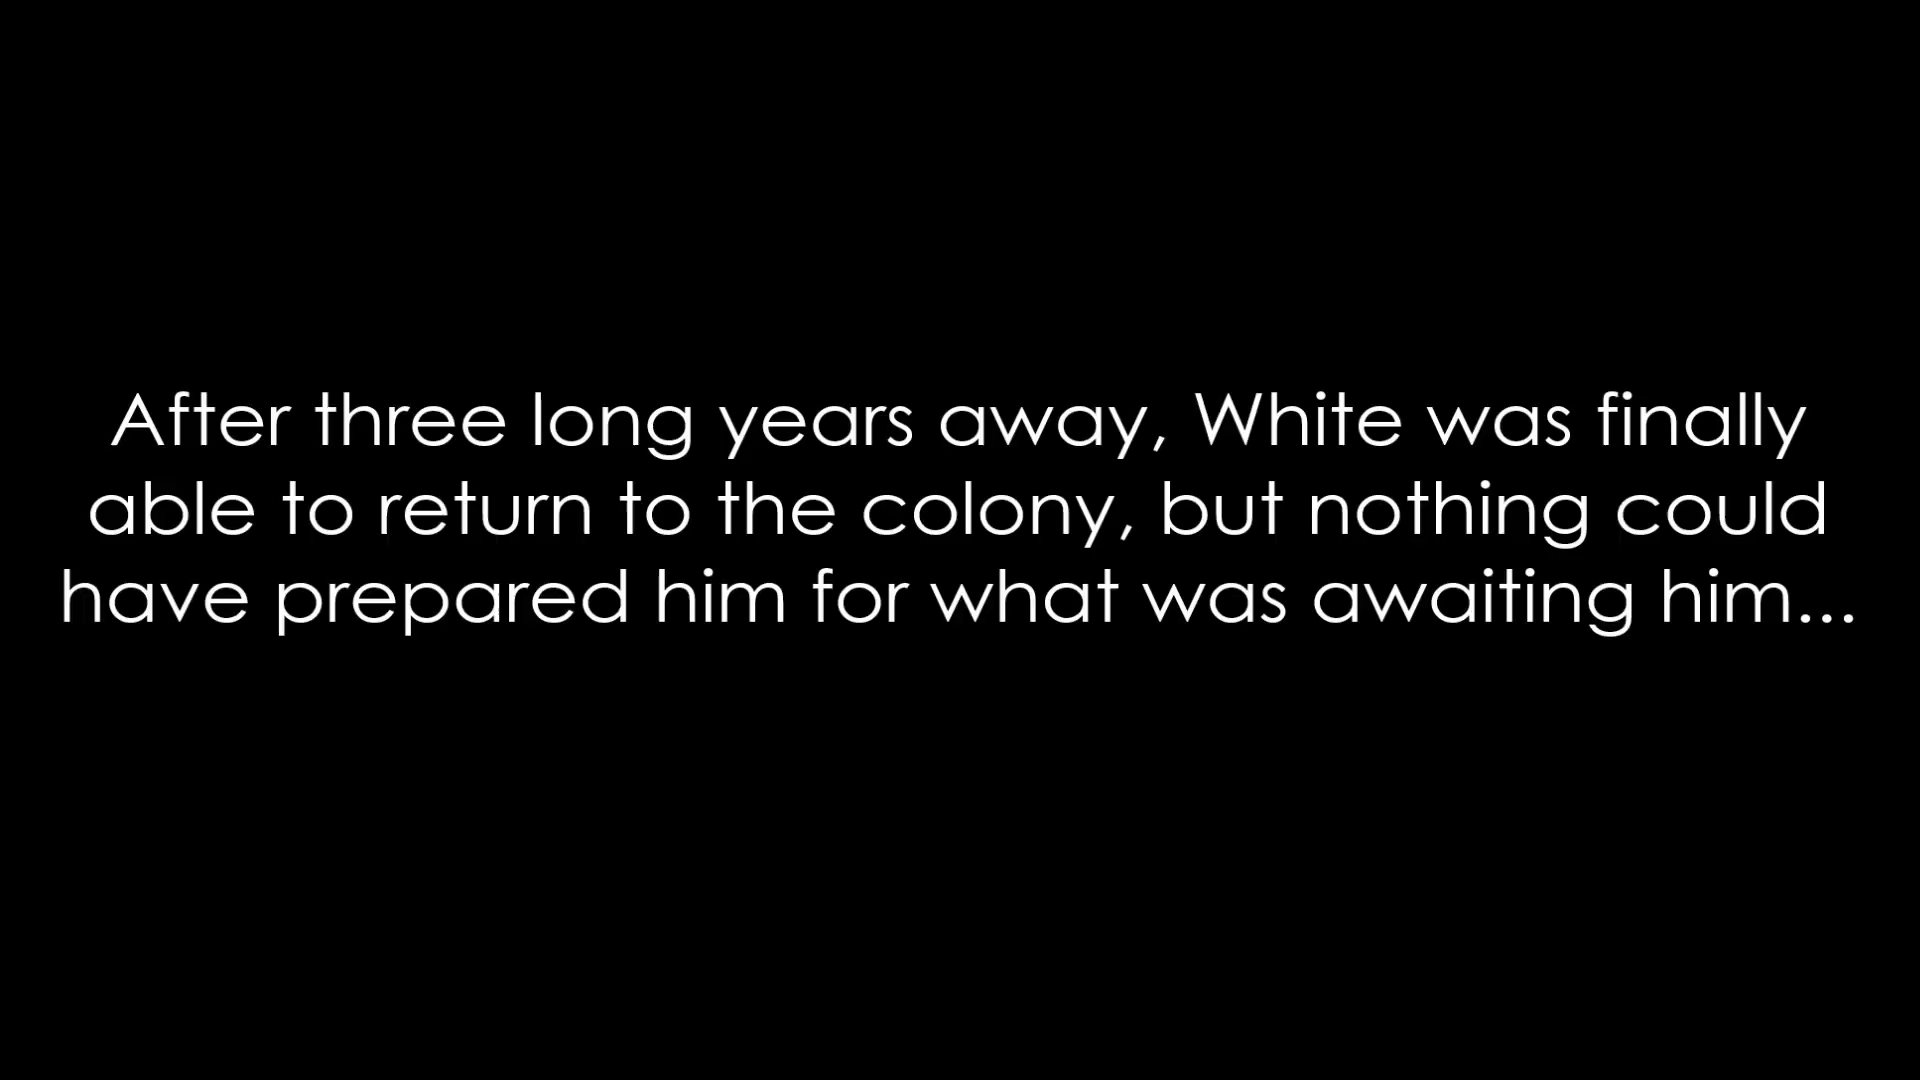 After three long years away, White was finally
able to return to the colony, but nothing could
have prepared him for what was awaiting him...